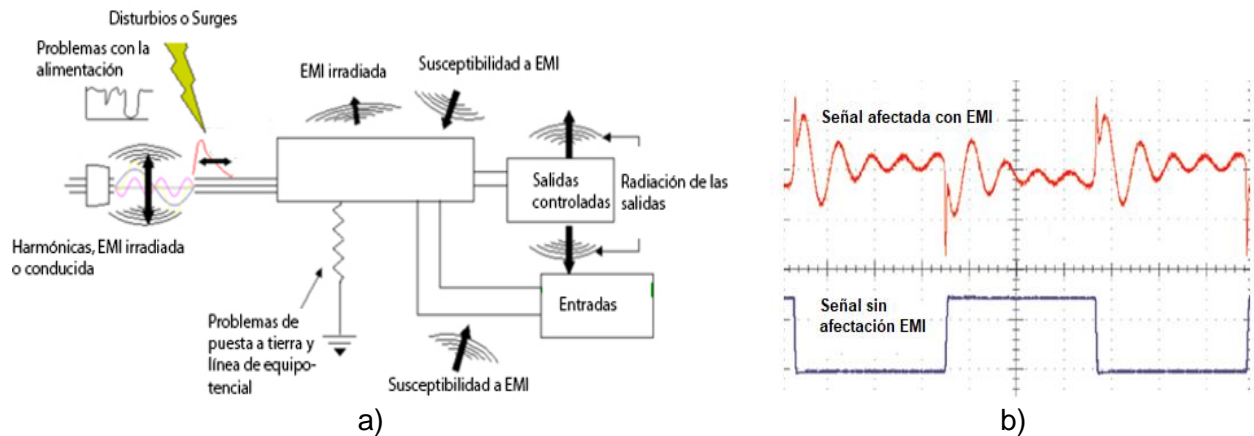 Disturbios o Surges
Problemas con la
alimentación
EMI irradiada
Susceptibilidad a EMI
Harmónicas, EMI irradiada
o conducida
Salidas
controladas
Radiación de las
salidas
Entradas
Problemas de
puesta a tierra y
línea de equipo-
tencial
Susceptibilidad a EMI
a)
Señal afectada con EMI
Señal sin
afectación EMI
b)